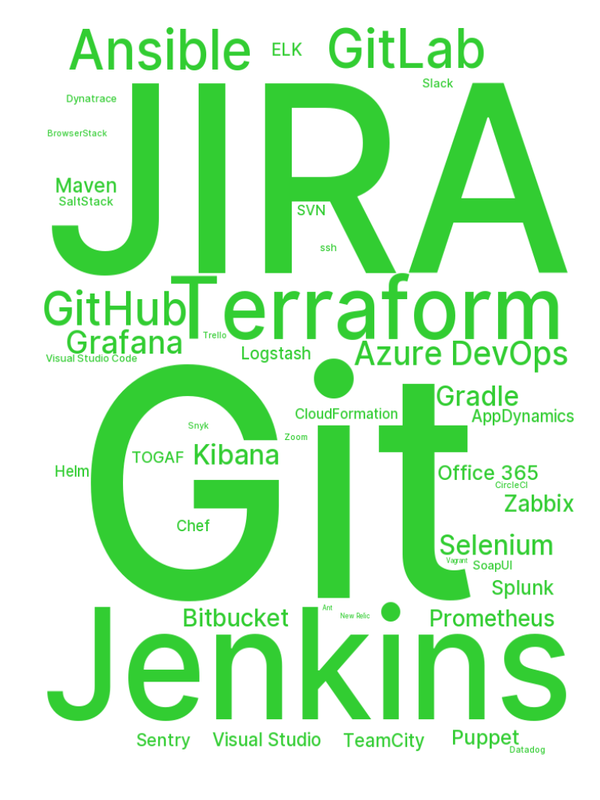 Ansible
ELK
GitLab
Slack
Dynatrace
JIRA
BrowserStack
Maven
SaltStack
SVN
ssh
GitHub
Terraform
Trello
Grafana
Logstash
Azure DevOps
Visual Studio Code
Git
Gradle
CloudFormation
AppDynamics
Snyk
Zoom
TOGAF
Kibana
Helm
Office 365
CircleCI
Zabbix
Chef
Selenium
Vagrant
SoapUI
Splunk
Ant
New Relic
Bitbucket
Prometheus
Jenkins
Sentry
Visual Studio
TeamCity
Puppet
Datadog